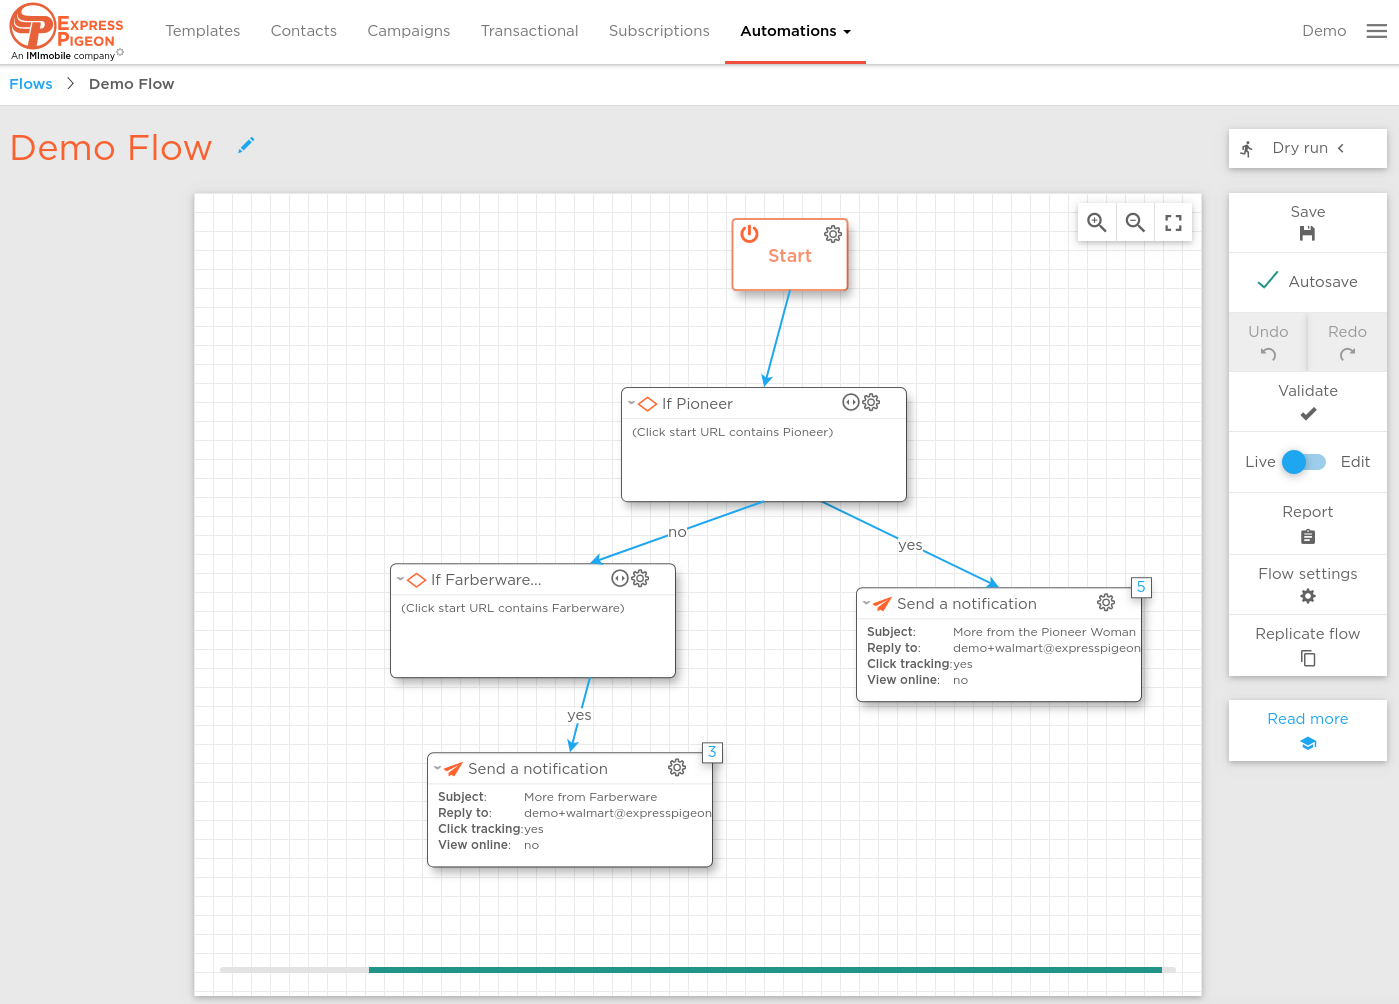 EXPRESS
PIGEON
An IMImobile company
Templates
Contacts
Campaigns
Transactional
Subscriptions
Automations
Demo
Flows
Demo Flow
Demo Flow
Dry run
Start
Save
Autosave
Undo
Redo
Validate
Live
Edit
Report
Flow settings
Replicate flow
Read more
If Pioneer
(Click start URL contains Pioneer)
no
yes
If Farberware...
(Click start URL contains Farberware)
5
Send a notification
Subject: More from the Pioneer Woman
Reply to: demo+walmart@expresspigeon
Click tracking: yes
View online: no
yes
3
Send a notification
Subject: More from Farberware
Reply to: demo+walmart@expresspigeon
Click tracking: yes
View online: no